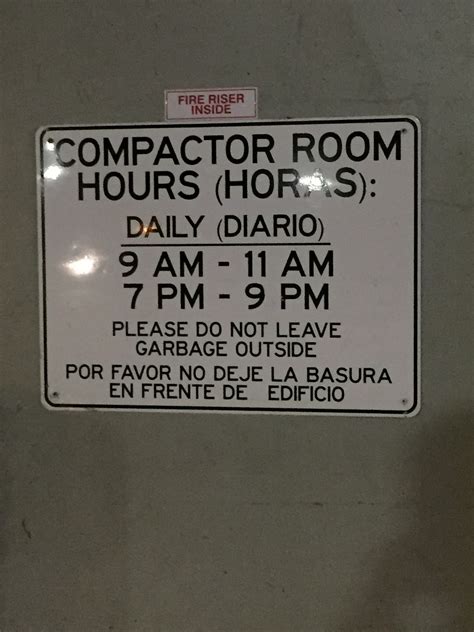 FIRE RISER
INSIDE
COMPACTOR ROOM
HOURS (HORAS):
DAILY (DIARIO)
9 AM - 11 AM
7 PM - 9 PM
PLEASE DO NOT LEAVE
GARBAGE OUTSIDE
POR FAVOR NO DEJE LA BASURA
EN FRENTE DE EDIFICIO